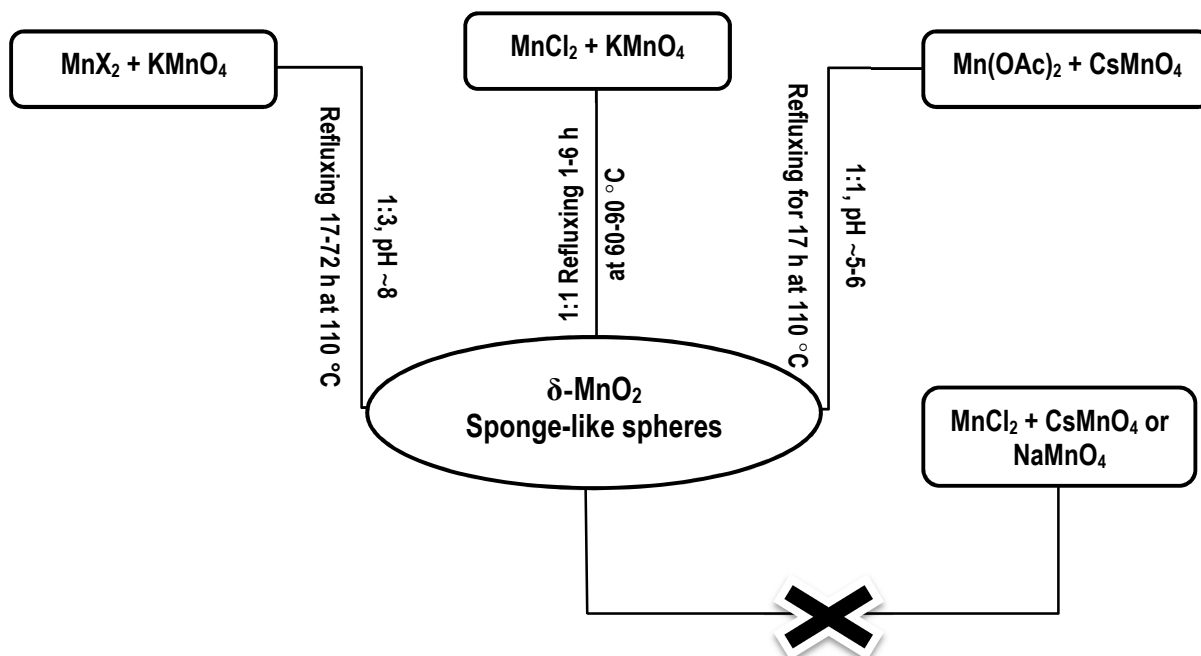 MnX₂ + KMnO₄
MnCl₂ + KMnO₄
Mn(OAc)₂ + CsMnO₄
Refluxing 17-72 h at 110 °C
1:3, pH ~8
1:1 Refluxing 1-6 h
at 60-90 °C
Refluxing for 17 h at 110 °C
1:1, pH ~5-6
δ-MnO₂
Sponge-like spheres
MnCl₂ + CsMnO₄ or
NaMnO₄